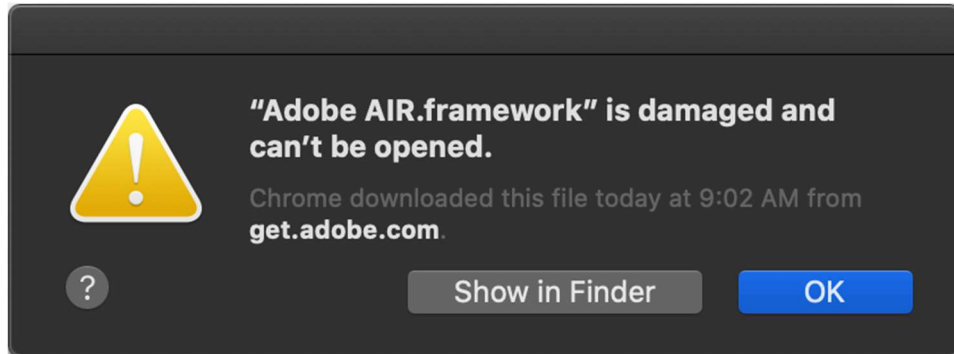 “Adobe AIR.framework” is damaged and
can’t be opened.
Chrome downloaded this file today at 9:02 AM from
get.adobe.com.
?
Show in Finder
OK